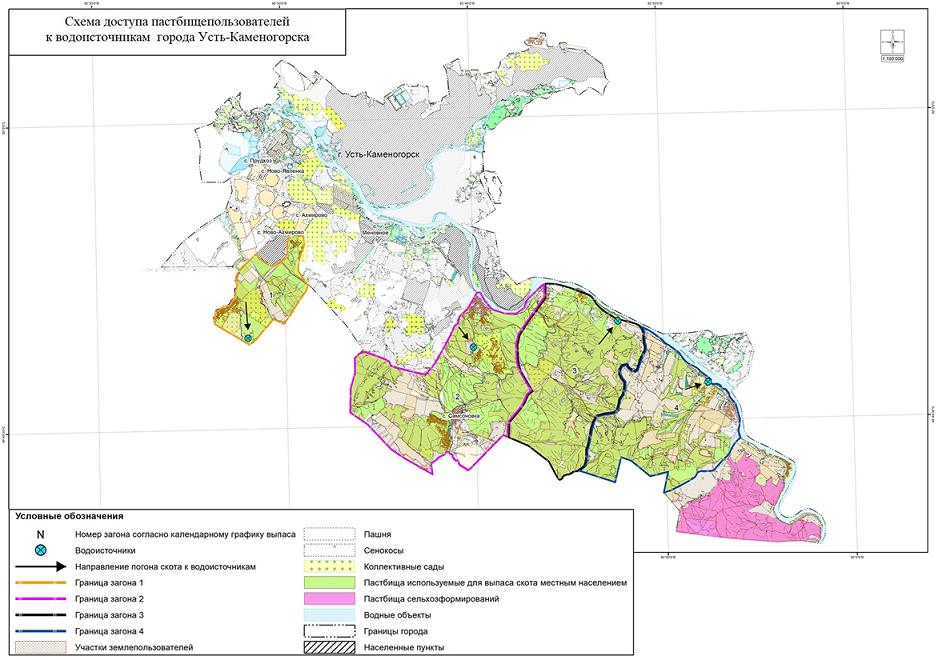 Схема доступа пастбищепользователей
к водоисточникам города Усть-Каменогорска
1:100 000
г. Усть-Каменогорск
с. Прудхоз
с. Ново-Явленка
с. Ахмирово
с. Ново-Ахмирово
с.
Меновное
1
2
3
4
с. Самсоновка
Условные обозначения
N Номер загона согласно календарному графику выпаса
Водоисточники
Направление погона скота к водоисточникам
Граница загона 1
Граница загона 2
Граница загона 3
Граница загона 4
Участки землепользователей
Пашня
Сенокосы
Коллективные сады
Пастбища используемые для выпаса скота местным населением
Пастбища сельхозформирований
Водные объекты
Границы города
Населенные пункты